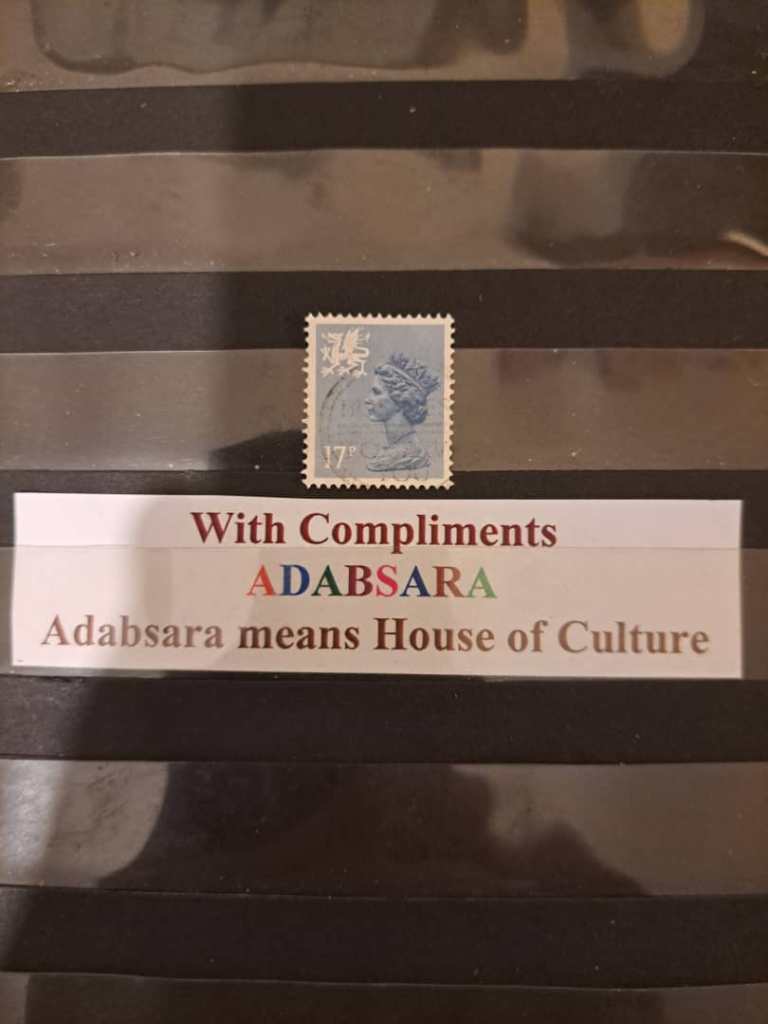 17P
With Compliments
ADABSARA
Adabsara means House of Culture